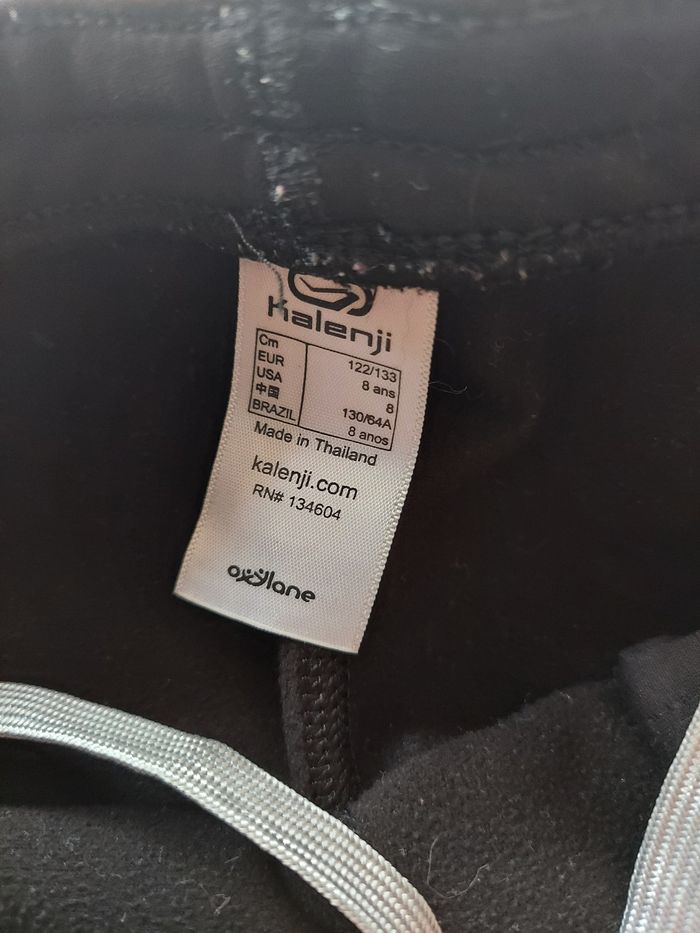 Kalenji
Cm 122/133
EUR 8 ans
USA 8
中国 130/64A
BRAZIL 8 anos
Made in Thailand
kalenji.com
RN# 134604
oxylane